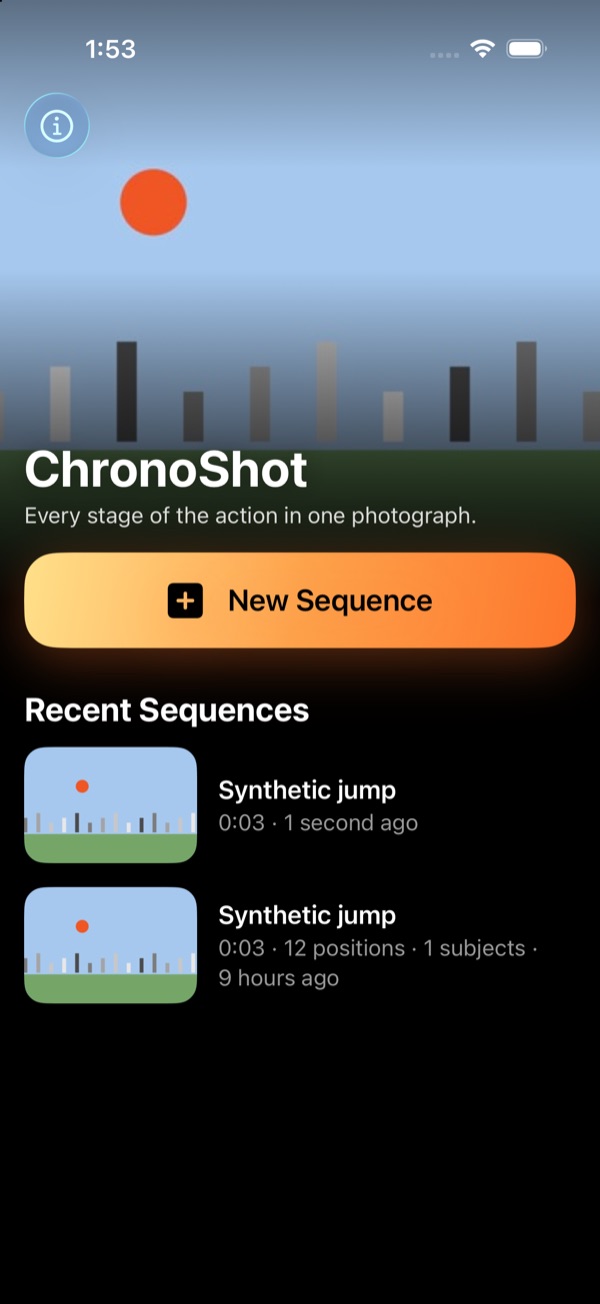 1:53
ChronoShot
Every stage of the action in one photograph.
New Sequence
Recent Sequences
Synthetic jump
0:03 · 1 second ago
Synthetic jump
0:03 · 12 positions · 1 subjects ·
9 hours ago